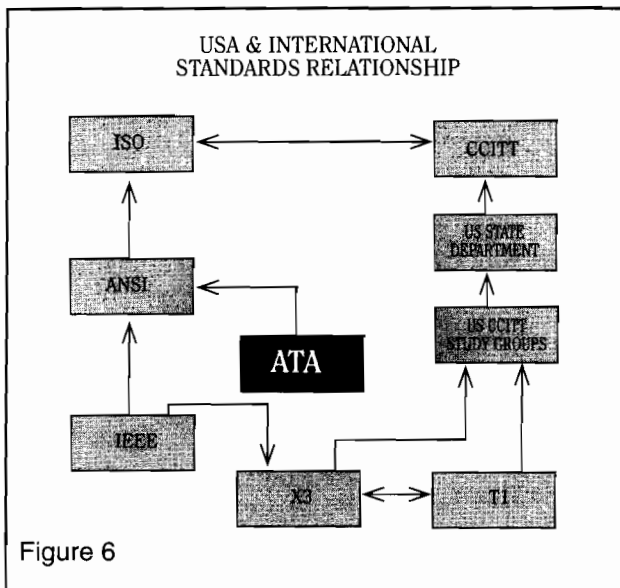 USA & INTERNATIONAL
STANDARDS RELATIONSHIP
ISO
CCITT
US STATE
DEPARTMENT
ANSI
US CCITT
STUDY GROUPS
ATA
IEEE
X3
T1
Figure 6